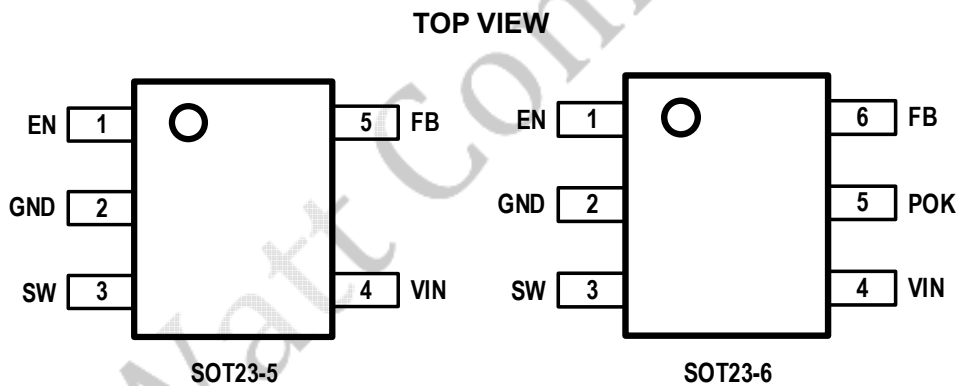 TOP VIEW
EN 1 5 FB
GND 2
SW 3 4 VIN
SOT23-5
EN 1 6 FB
GND 2 5 POK
SW 3 4 VIN
SOT23-6